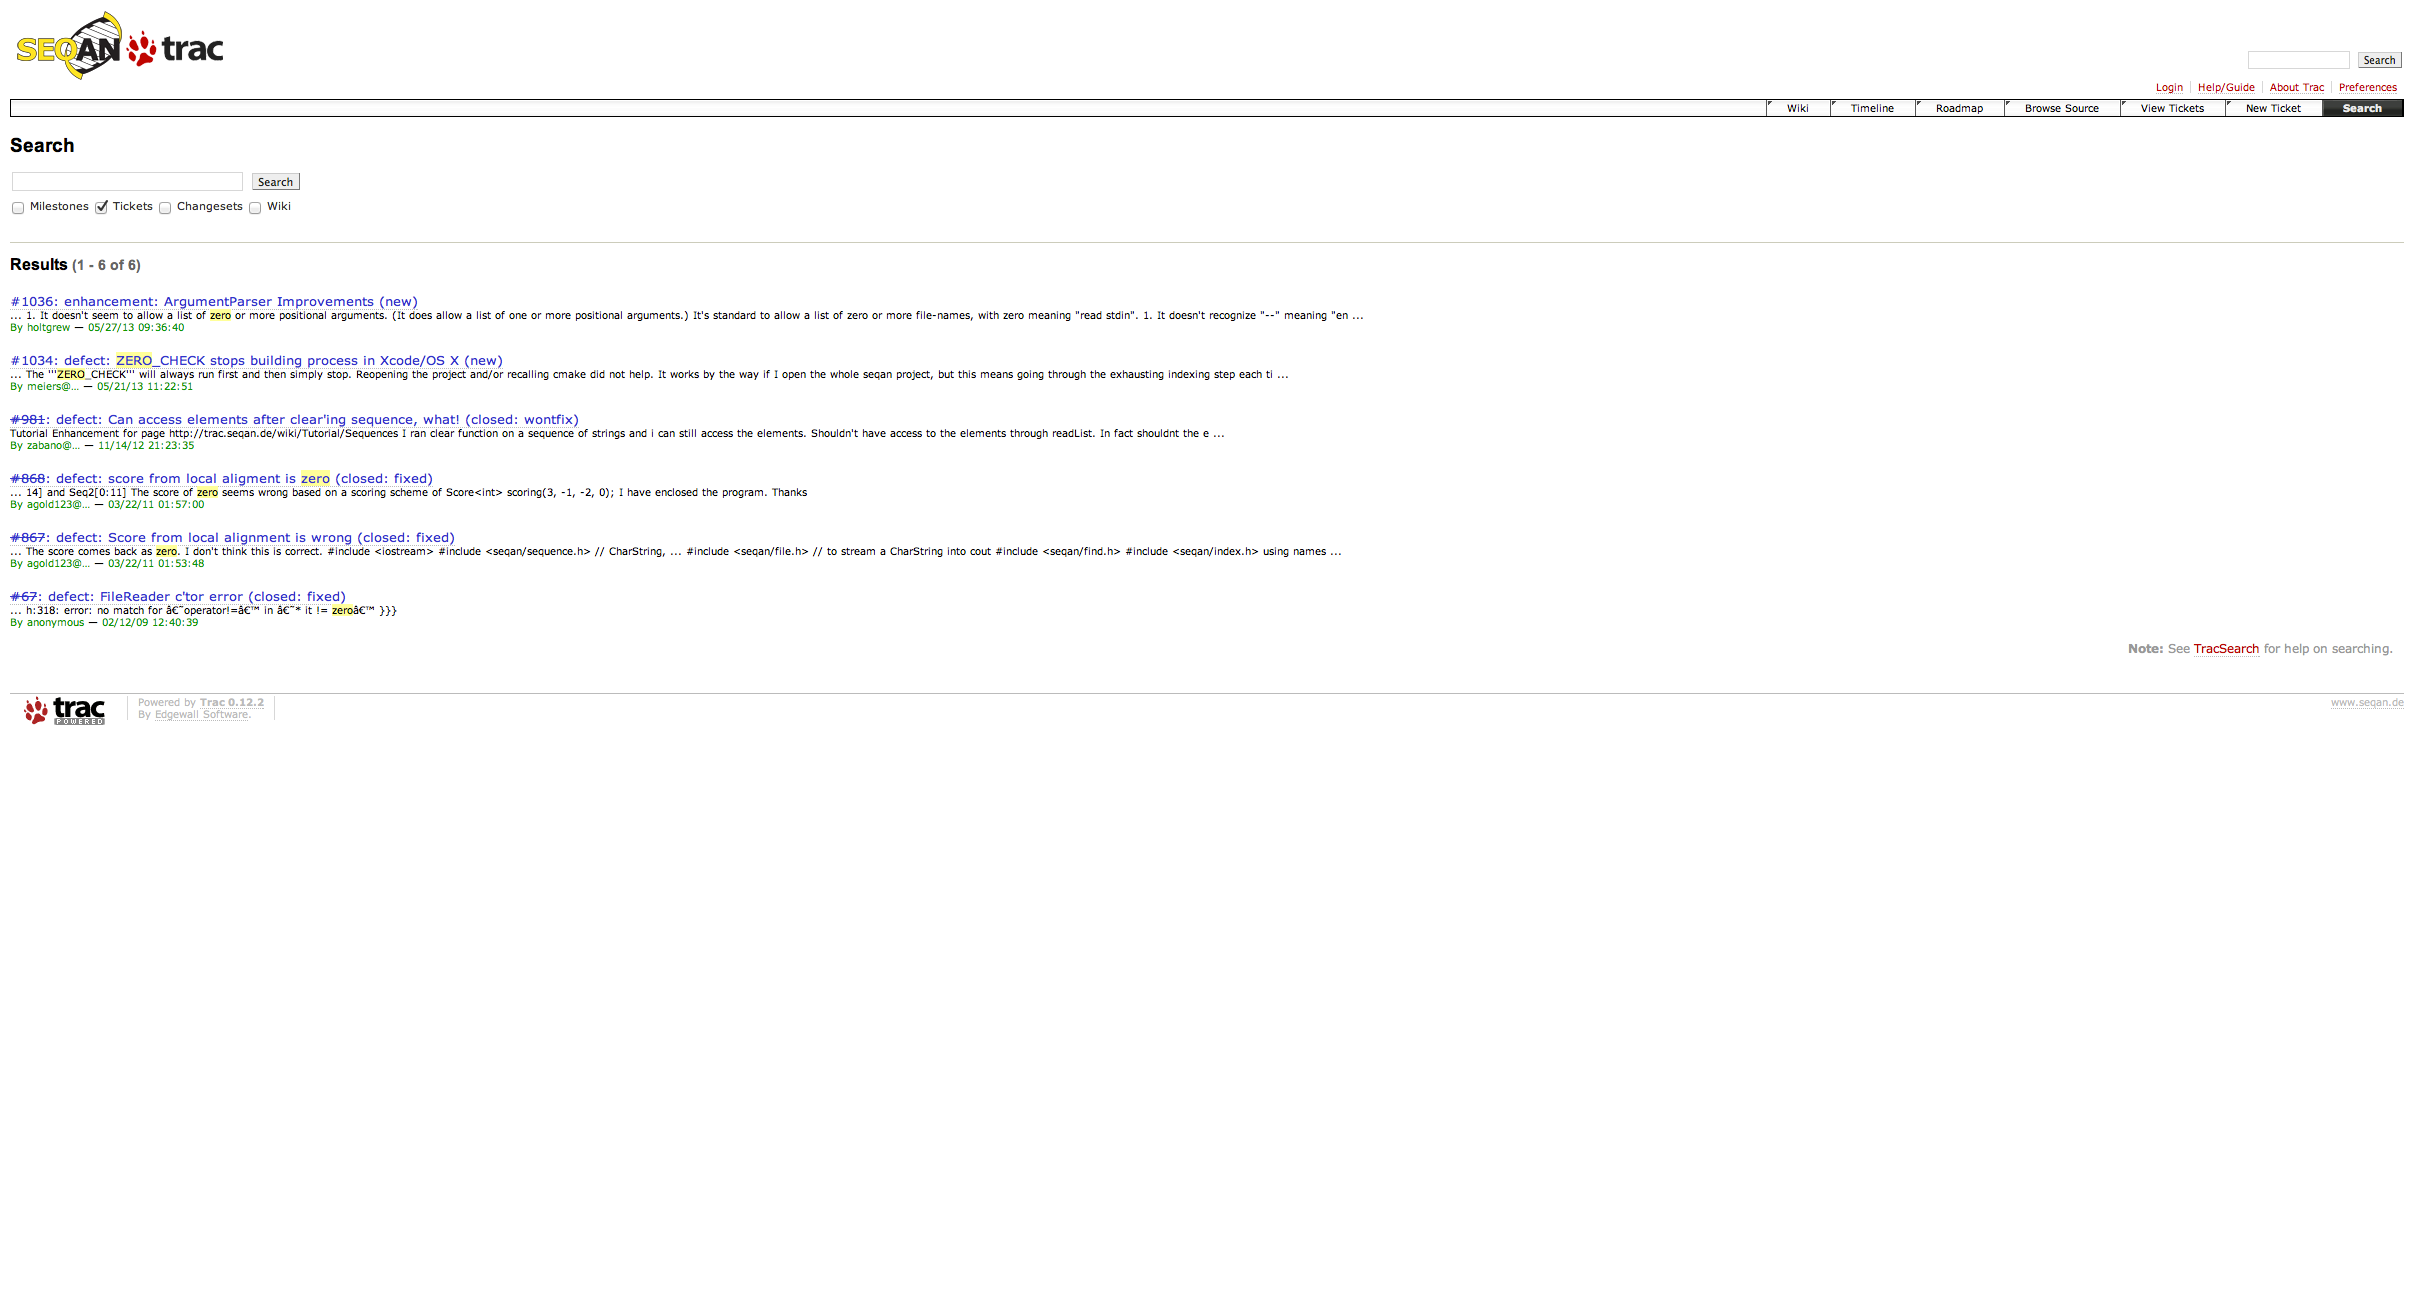 SEQAN trac
Search
Login Help/Guide About Trac Preferences
Wiki Timeline Roadmap Browse Source View Tickets New Ticket Search
Search
Search
Milestones Tickets Changesets Wiki
Results (1 - 6 of 6)
#1036: enhancement: ArgumentParser Improvements (new)
... 1. It doesn't seem to allow a list of zero or more positional arguments. (It does allow a list of one or more positional arguments.) It's standard to allow a list of zero or more file-names, with zero meaning "read stdin". 1. It doesn't recognize "--" meaning "en ...
By holtgrew — 05/27/13 09:36:40
#1034: defect: ZERO_CHECK stops building process in Xcode/OS X (new)
... The '''ZERO_CHECK''' will always run first and then simply stop. Reopening the project and/or recalling cmake did not help. It works by the way if I open the whole seqan project, but this means going through the exhausting indexing step each ti ...
By meiers@... — 05/21/13 11:22:51
#981: defect: Can access elements after clear'ing sequence, what! (closed: wontfix)
Tutorial Enhancement for page http://trac.seqan.de/wiki/Tutorial/Sequences I ran clear function on a sequence of strings and i can still access the elements. Shouldn't have access to the elements through readList. In fact shouldnt the e ...
By zabano@... — 11/14/12 21:23:35
#868: defect: score from local aligment is zero (closed: fixed)
... 14] and Seq2[0:11] The score of zero seems wrong based on a scoring scheme of Score<int> scoring(3, -1, -2, 0); I have enclosed the program. Thanks
By agold123@... — 03/22/11 01:57:00
#867: defect: Score from local alignment is wrong (closed: fixed)
... The score comes back as zero. I don't think this is correct. #include <iostream> #include <seqan/sequence.h> // CharString, ... #include <seqan/file.h> // to stream a CharString into cout #include <seqan/find.h> #include <seqan/index.h> using names ...
By agold123@... — 03/22/11 01:53:48
#67: defect: FileReader c'tor error (closed: fixed)
... h:318: error: no match for â€˜operator!=â€™ in â€˜* it != zeroâ€™ }}}
By anonymous — 02/12/09 12:40:39
Note: See TracSearch for help on searching.
trac POWERED
Powered by Trac 0.12.2
By Edgewall Software.
www.seqan.de